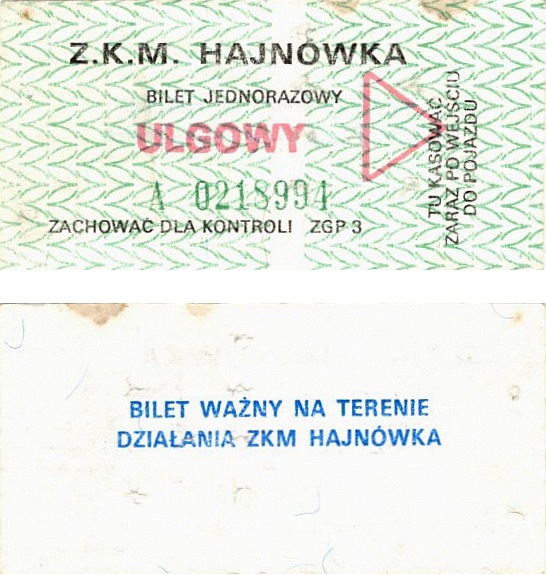 Z.K.M. HAJNÓWKA
BILET JEDNORAZOWY
ULGOWY
A 0218994
ZACHOWAĆ DLA KONTROLI ZGP 3
TU KASOWAĆ
ZARAZ PO WEJŚCIU
DO POJAZDU
BILET WAŻNY NA TERENIE
DZIAŁANIA ZKM HAJNÓWKA